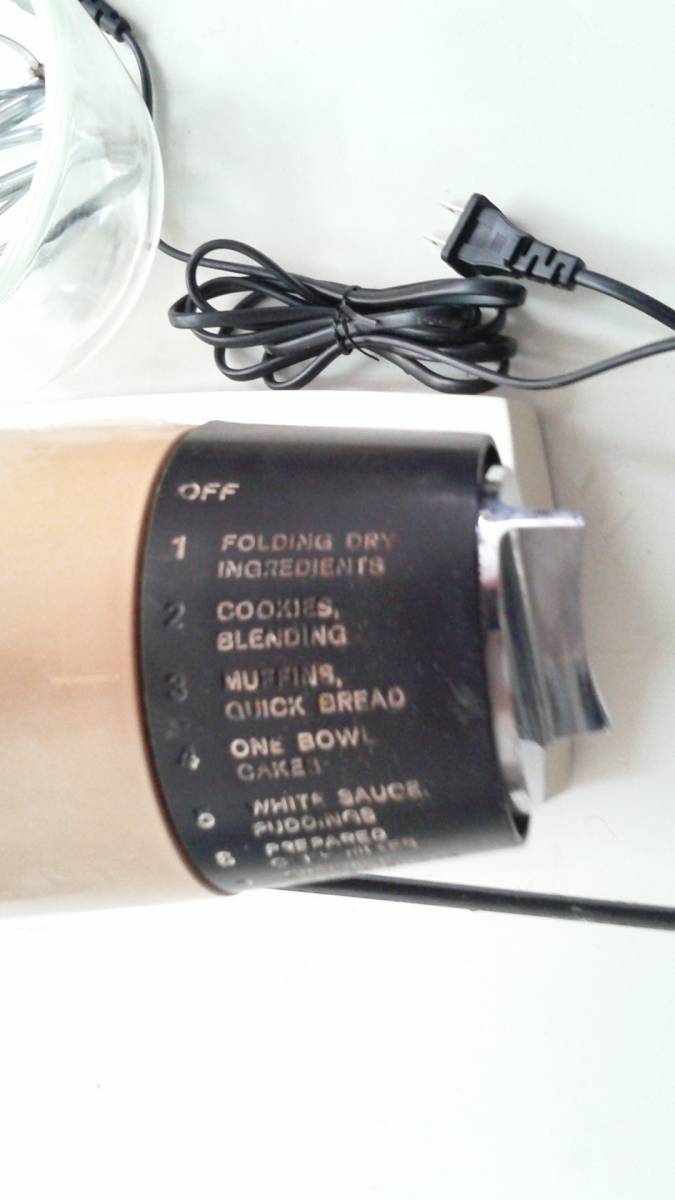 OFF
1 FOLDING DRY
INGREDIENTS
2 COOKIES,
BLENDING
3 MUFFINS,
QUICK BREAD
4 ONE BOWL
CAKES
5 WHITE SAUCE,
PUDDINGS
6 PREPARED